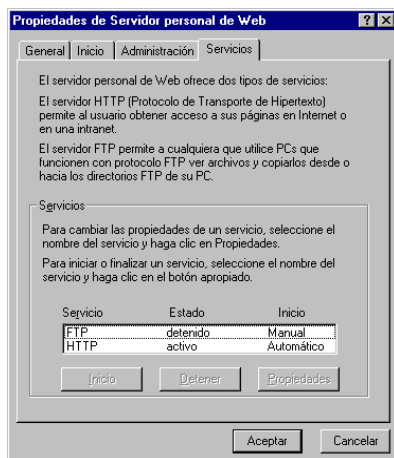 Propiedades de Servidor personal de Web
General Inicio Administración Servicios
El servidor personal de Web ofrece dos tipos de servicios:
El servidor HTTP (Protocolo de Transporte de Hipertexto)
permite al usuario obtener acceso a sus páginas en Internet o
en una intranet.
El servidor FTP permite a cualquiera que utilice PCs que
funcionen con protocolo FTP ver archivos y copiarlos desde o
hacia los directorios FTP de su PC.
Servicios
Para cambiar las propiedades de un servicio, seleccione el
nombre del servicio y haga clic en Propiedades.
Para iniciar o finalizar un servicio, seleccione el nombre del
servicio y haga clic en el botón apropiado.
Servicio Estado Inicio
FTP detenido Manual
HTTP activo Automático
Inicio Detener Propiedades
Aceptar Cancelar